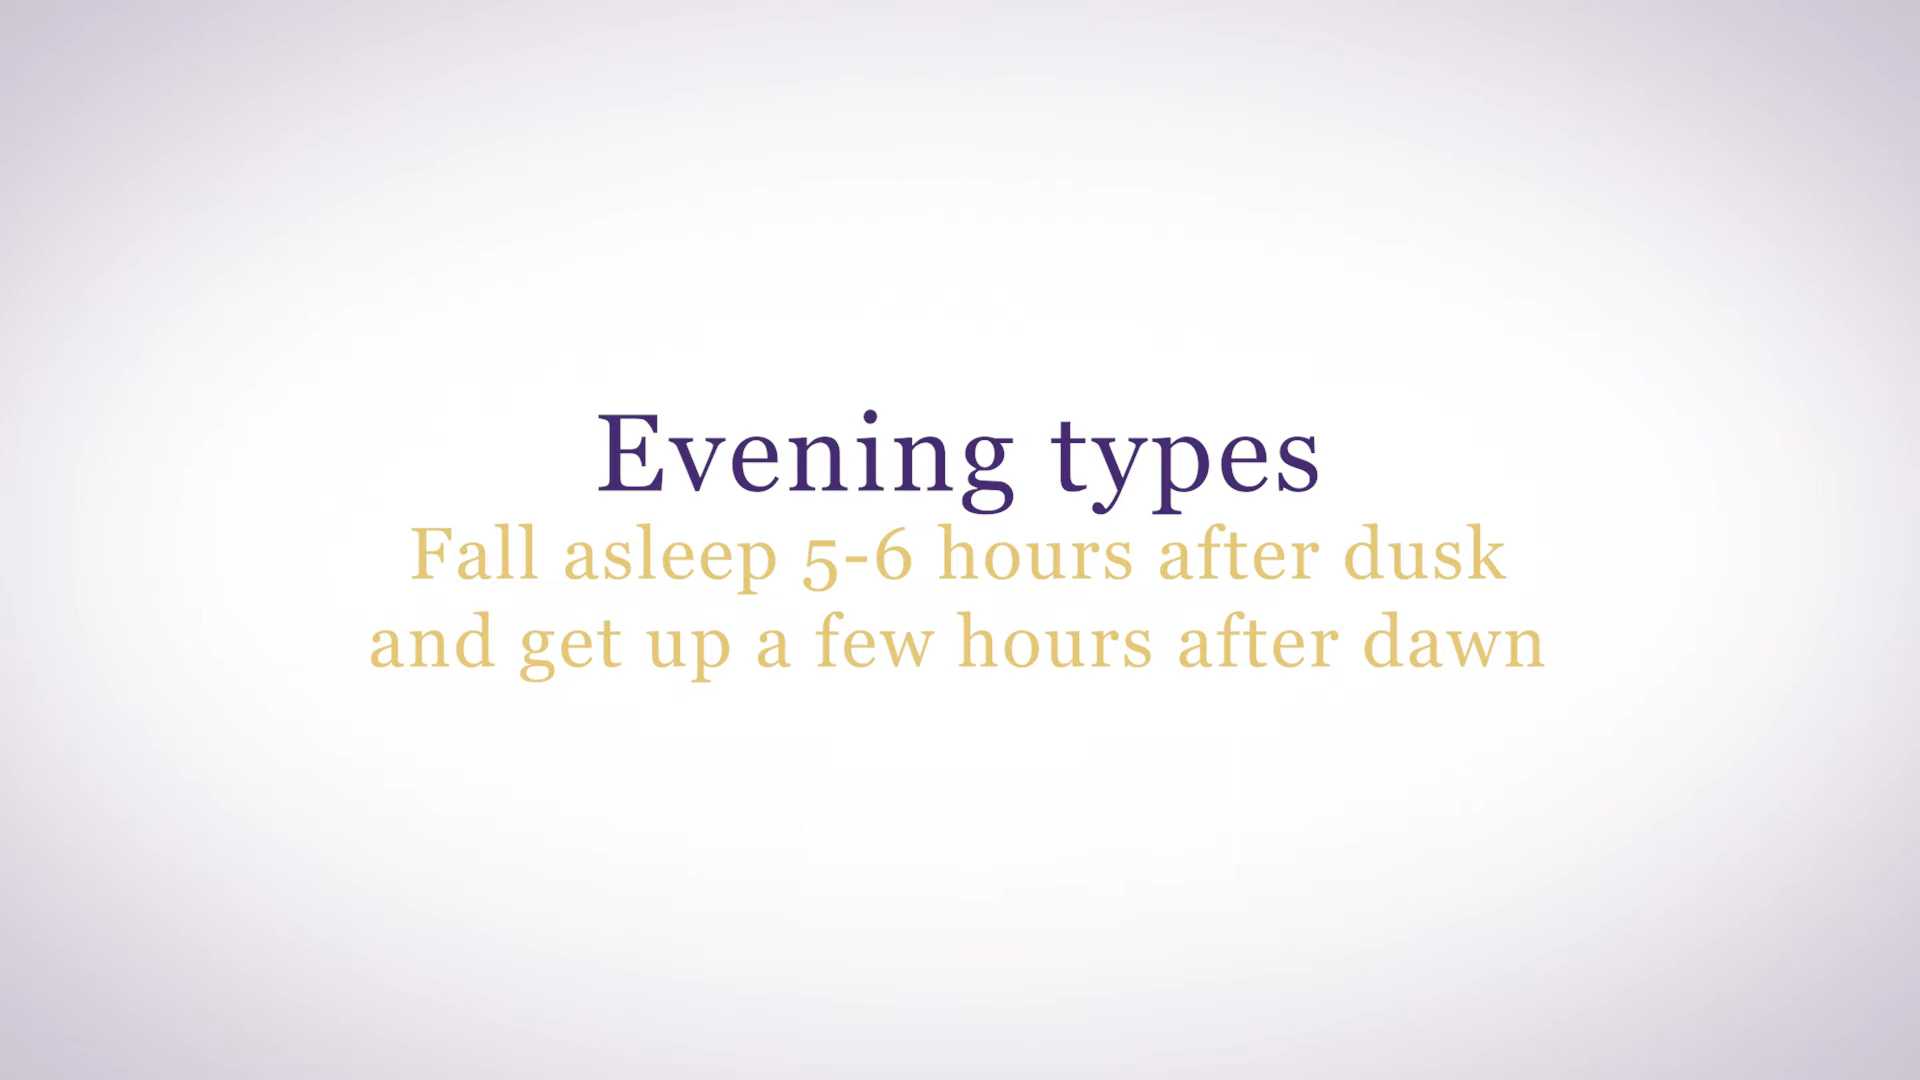 Evening types
Fall asleep 5-6 hours after dusk
and get up a few hours after dawn